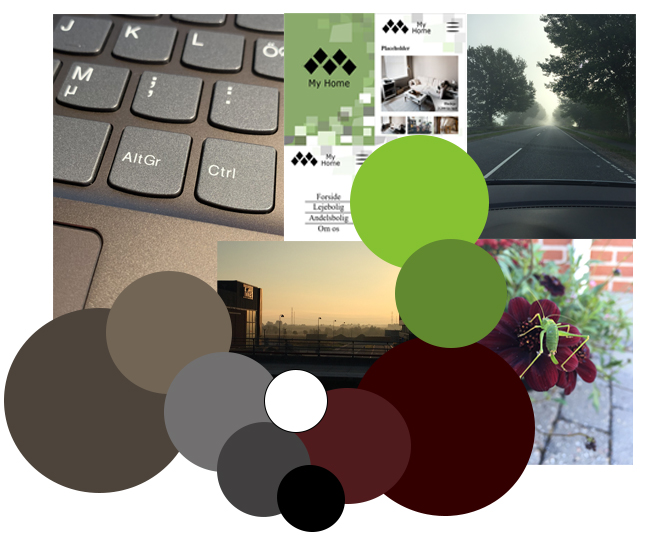 J K L
M
µ
; 
:
AltGr
Ctrl
My Home
My
Home
Placeholder
My
Home
Forside
Lejebolig
Andelsbolig
Om os